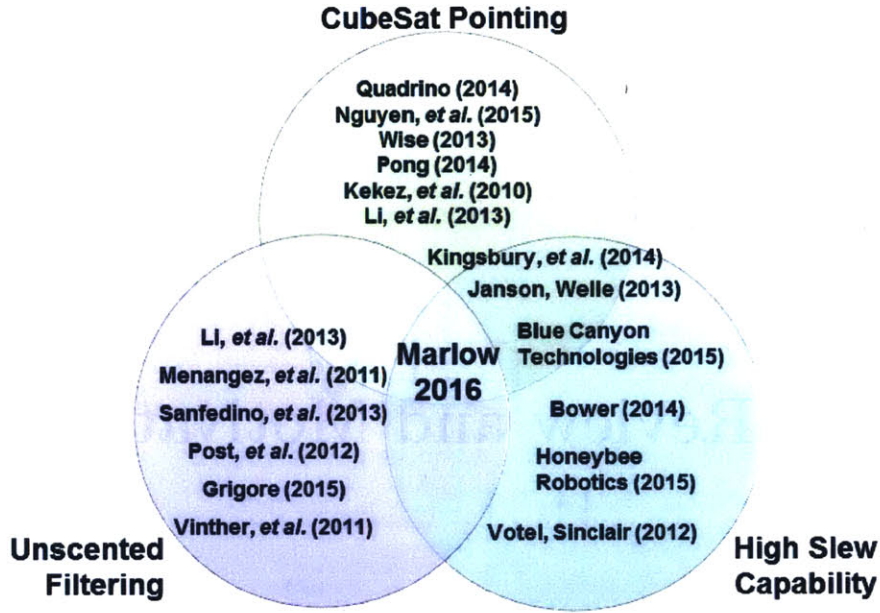 CubeSat Pointing
Quadrino (2014)
Nguyen, et al. (2015)
Wise (2013)
Pong (2014)
Kekez, et al. (2010)
Li, et al. (2013)
Kingsbury, et al. (2014)
Janson, Welle (2013)
Blue Canyon
Technologies (2015)
Li, et al. (2013)
Menangez, et al. (2011)
Sanfedino, et al. (2013)
Post, et al. (2012)
Grigore (2015)
Vinther, et al. (2011)
Marlow
2016
Bower (2014)
Honeybee
Robotics (2015)
Votel, Sinclair (2012)
Unscented
Filtering
High Slew
Capability